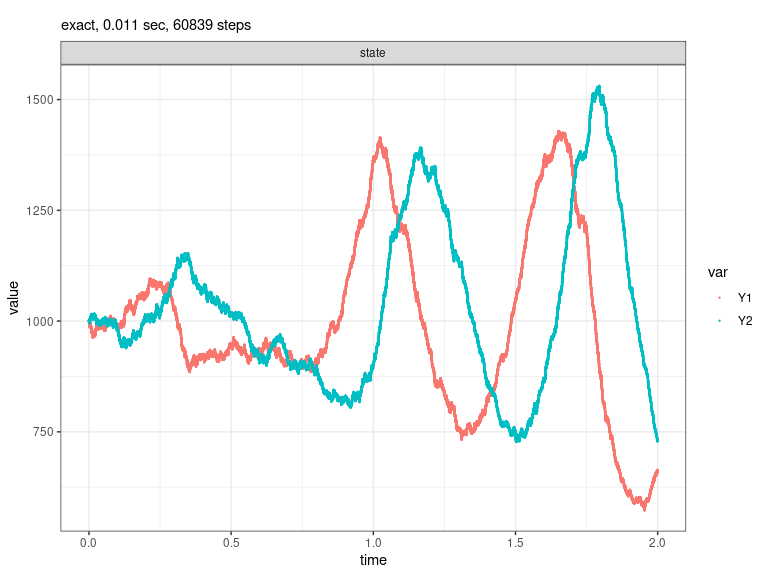 exact, 0.011 sec, 60839 steps
state
1500
1250
1000
750
value
0.0 0.5 1.0 1.5 2.0
time
var
Y1
Y2